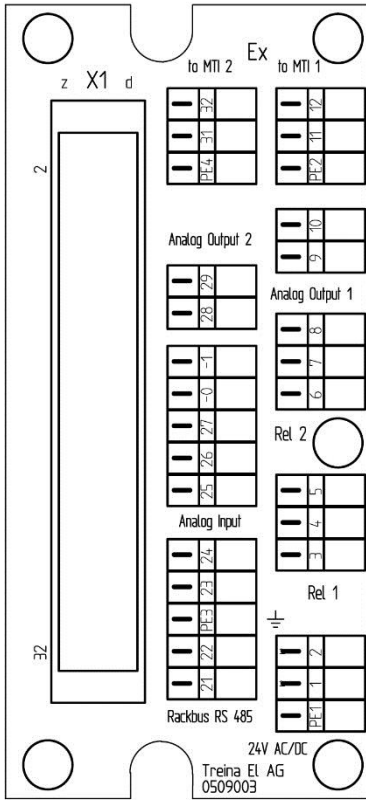 Ex
to MTI 2
to MTI 1
z X1 d
2
32
31
PE4
12
11
PE2
10
9
Analog Output 2
29
28
Analog Output 1
8
7
6
-1
-0
27
26
25
Rel 2
Analog Input
5
4
3
24
23
PE3
22
21
Rel 1
32
2
1
PE1
Rackbus RS 485
24V AC/DC
Treina El AG
0509003